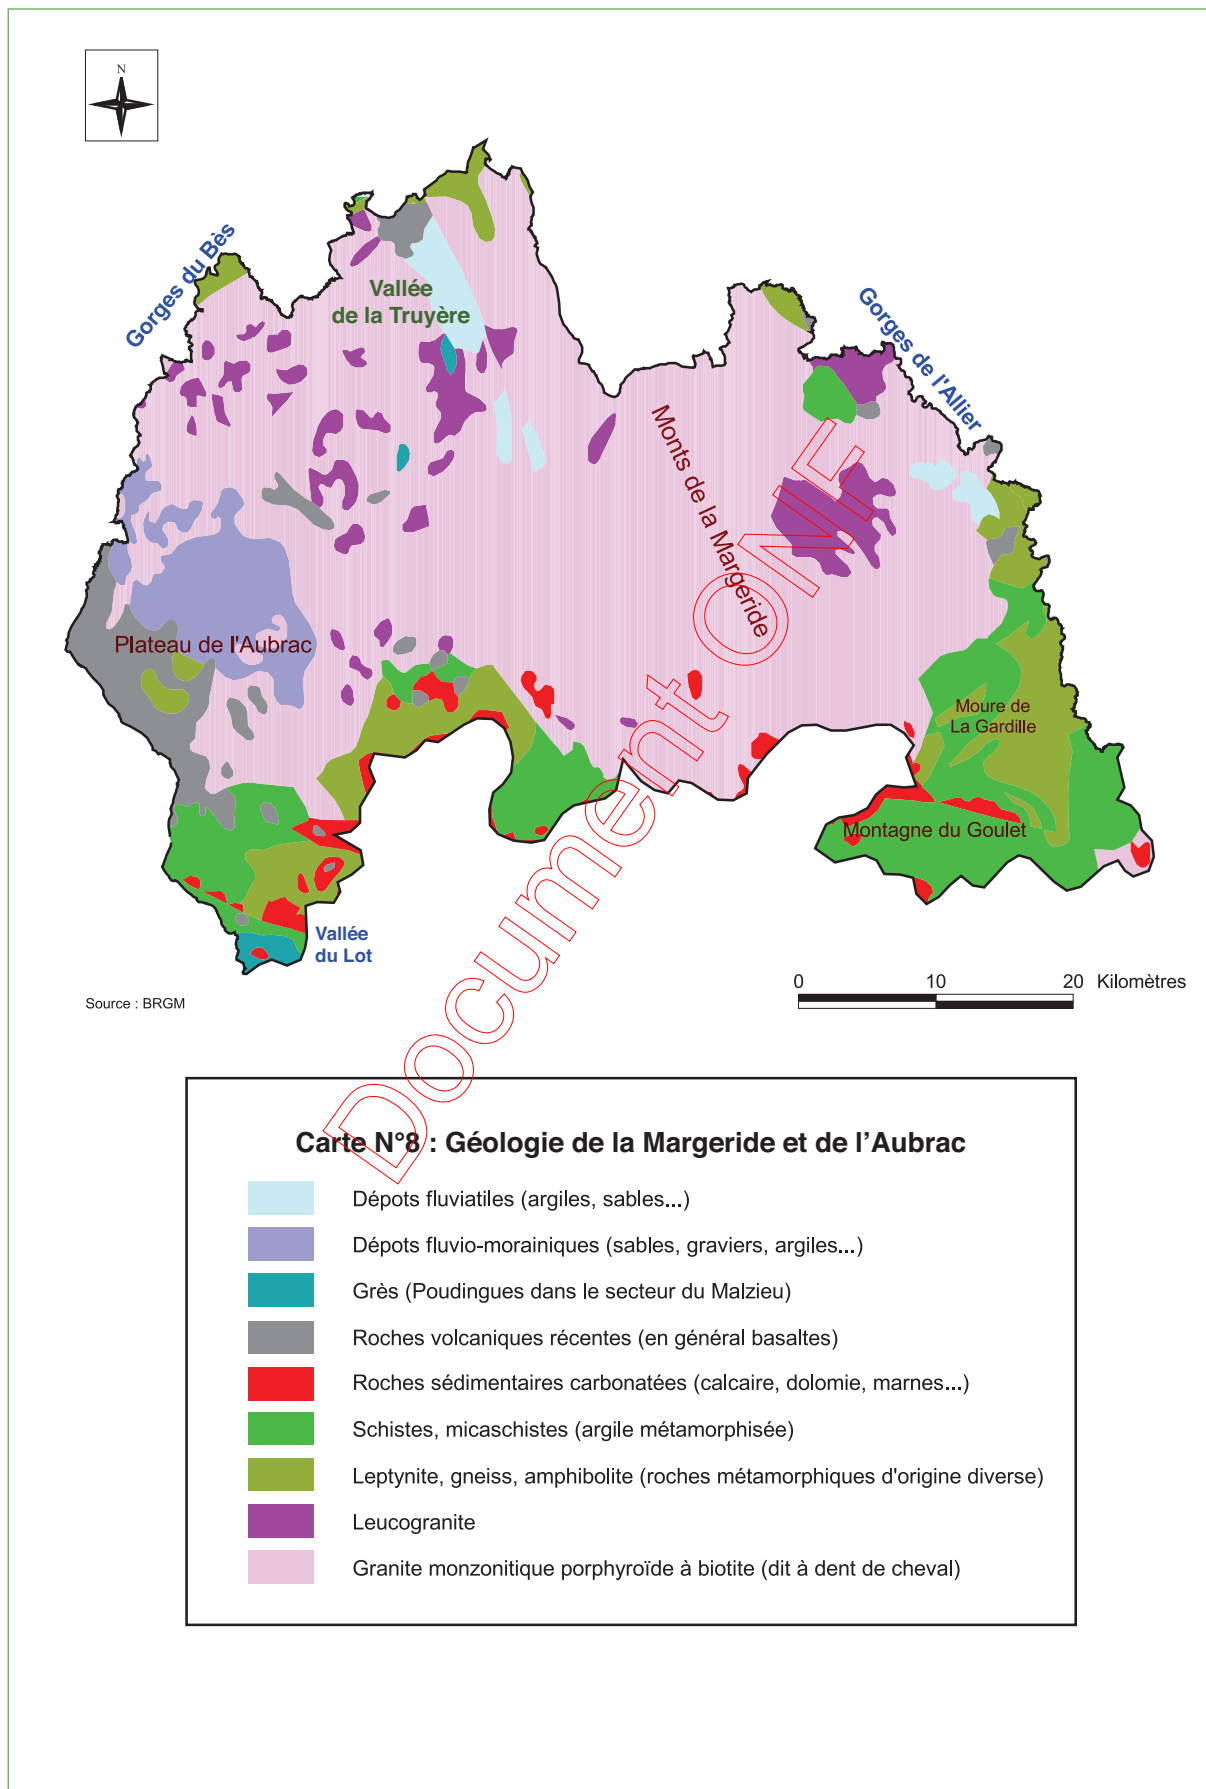 N
Gorges du Bès
Vallée
de la Truyère
Gorges de l'Allier
Monts de la Margeride
Plateau de l'Aubrac
Moure de
La Gardille
Montagne du Goulet
Vallée
du Lot
Document ONF
0 10 20 Kilomètres
Source : BRGM
Carte N°8 : Géologie de la Margeride et de l'Aubrac
Dépots fluviatiles (argiles, sables...)
Dépots fluvio-morainiques (sables, graviers, argiles...)
Grès (Poudingues dans le secteur du Malzieu)
Roches volcaniques récentes (en général basaltes)
Roches sédimentaires carbonatées (calcaire, dolomie, marnes...)
Schistes, micaschistes (argile métamorphisée)
Leptynite, gneiss, amphibolite (roches métamorphiques d'origine diverse)
Leucogranite
Granite monzonitique porphyroïde à biotite (dit à dent de cheval)